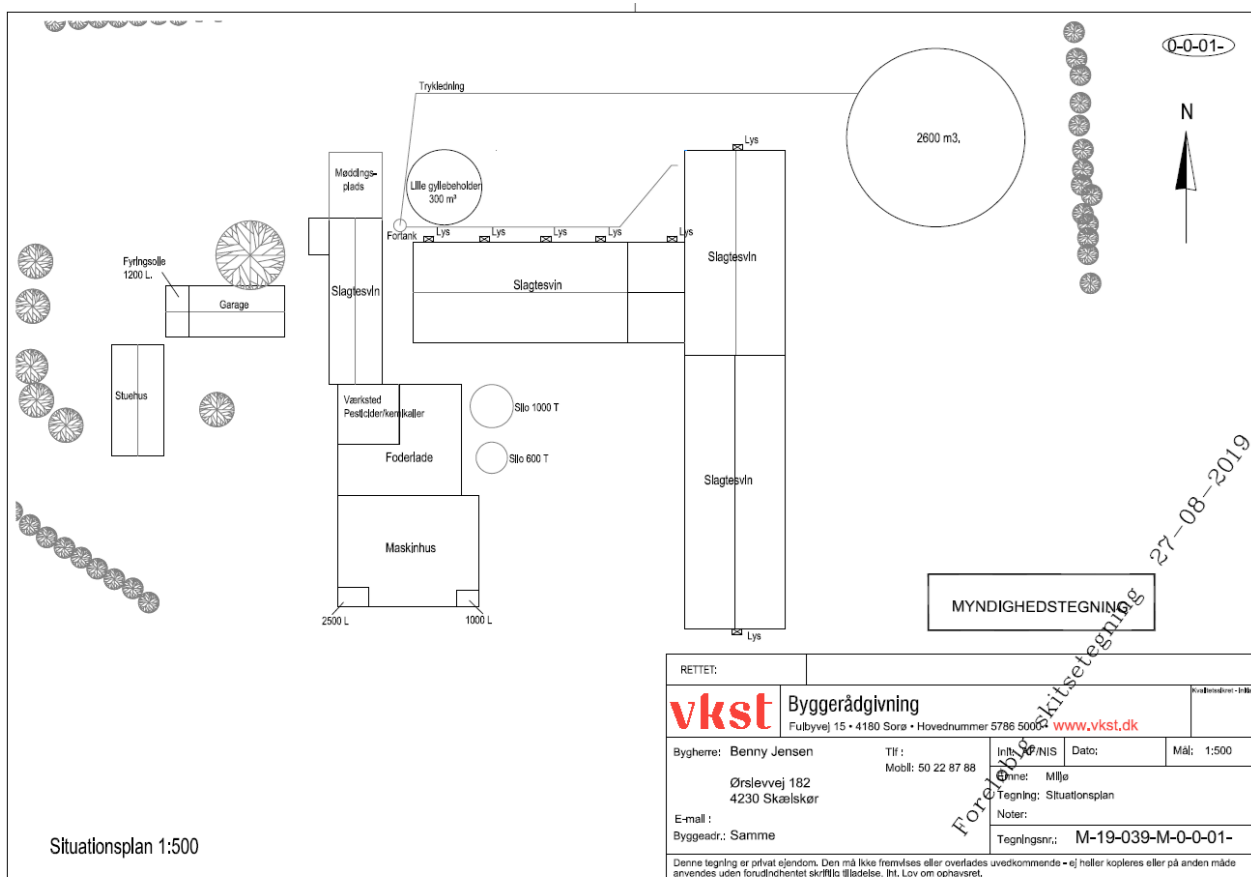 0-0-01-
N
Trykledning
2600 m3.
Lys
Møddings-
plads
Lille gyllebeholder
300 m³
Fortank
Lys
Lys
Lys
Lys
Lys
Fyringsolie
1200 L.
Garage
Slagtesvin
Slagtesvin
Slagtesvin
Stuehus
Værksted
Pesticider/kemikalier
Silo 1000 T
Foderlade
Silo 600 T
Slagtesvin
Maskinhus
2500 L
1000 L
Lys
MYNDIGHEDSTEGNING
Foreløbig skitsetegning 27-08-2019
RETTET:
vkst
Byggerådgivning
Fulbyvej 15 • 4180 Sorø • Hovednummer 5786 5000 • www.vkst.dk
Bygherre: Benny Jensen
Tlf :
Mobil: 50 22 87 88
Ørslevvej 182
4230 Skælskør
E-mail :
Byggeadr.: Samme
Init: /NIS
Dato:
Mål: 1:500
Emne: Miljø
Tegning: Situationsplan
Noter:
Tegningsnr.: M-19-039-M-0-0-01-
Denne tegning er privat ejendom. Den må ikke fremvises eller overlades uvedkommende - ej heller kopieres eller på anden måde
anvendes uden forudindhentet skriftlig tilladelse. iht. Lov om ophavsret.
Situationsplan 1:500